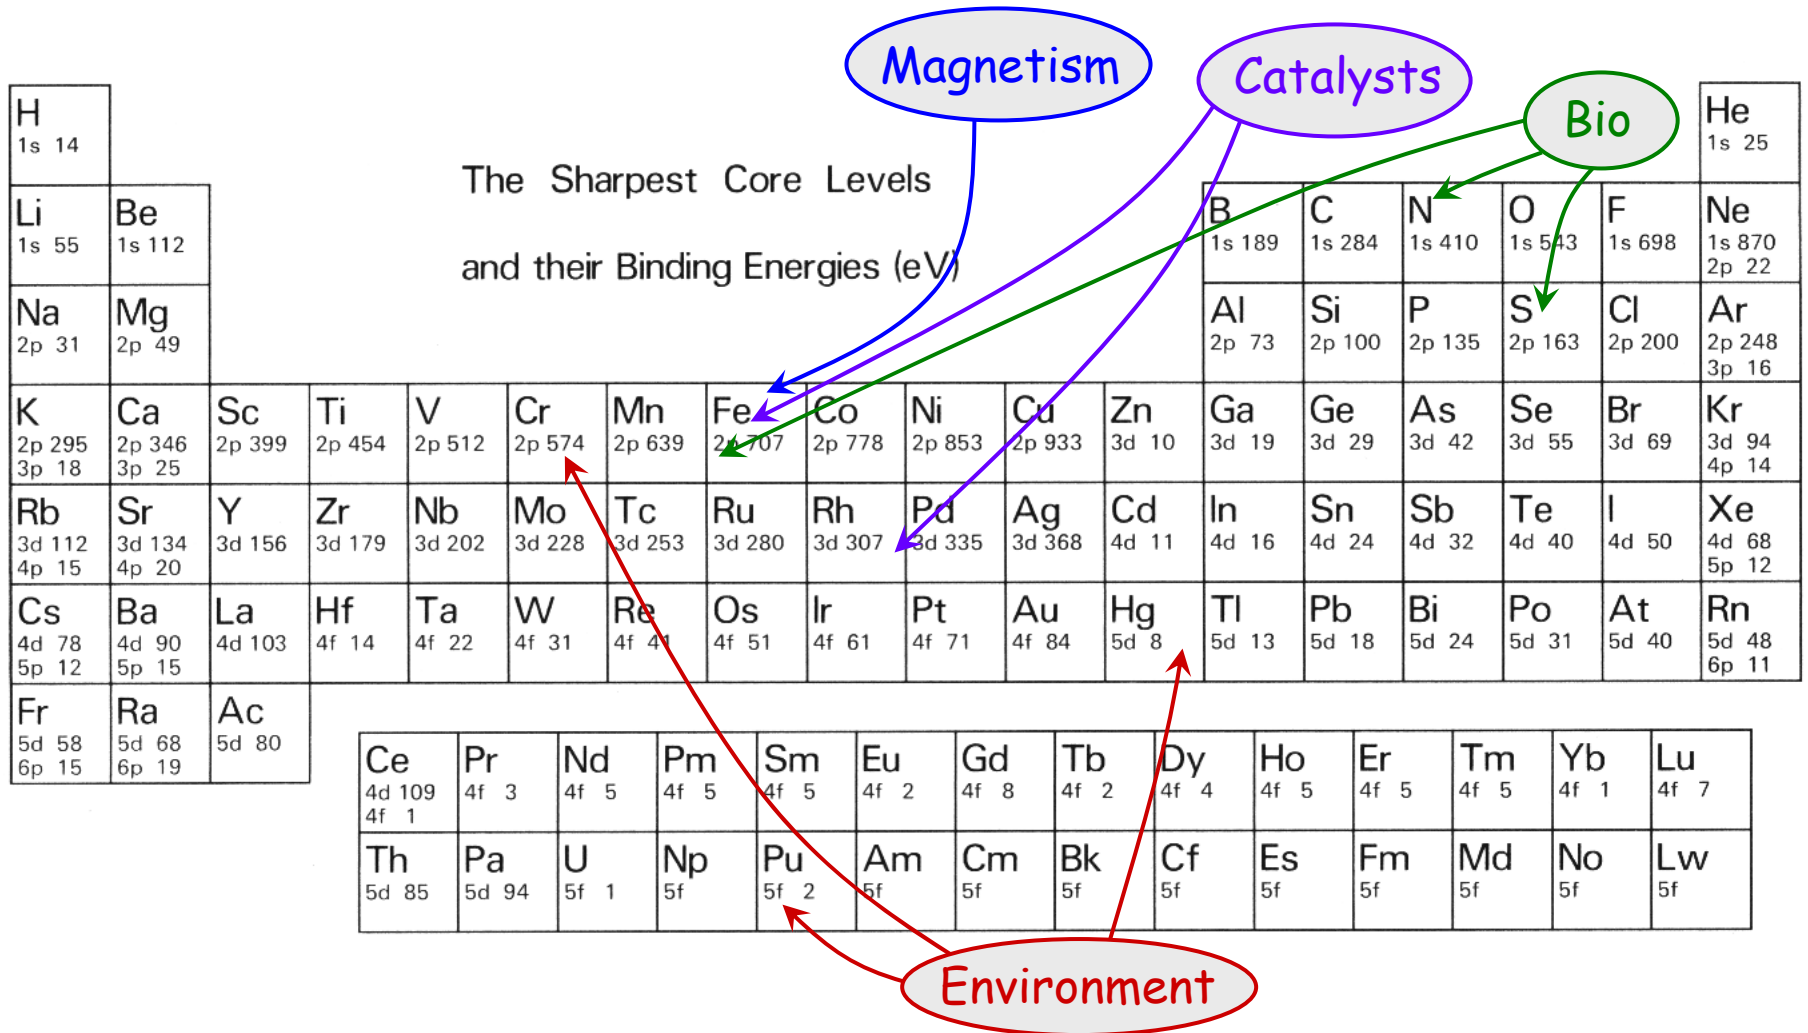 Magnetism
Catalysts
Bio
The Sharpest Core Levels
and their Binding Energies (eV)
H He
1s 14 1s 25
Li Be B C N O F Ne
1s 55 1s 112 1s 189 1s 284 1s 410 1s 543 1s 698 1s 870
2p 22
Na Mg Al Si P S Cl Ar
2p 31 2p 49 2p 73 2p 100 2p 135 2p 163 2p 200 2p 248
3p 16
K Ca Sc Ti V Cr Mn Fe Co Ni Cu Zn Ga Ge As Se Br Kr
2p 295 2p 346 2p 399 2p 454 2p 512 2p 574 2p 639 2p 707 2p 778 2p 853 2p 933 3d 10 3d 19 3d 29 3d 42 3d 55 3d 69 3d 94
3p 18 3p 25 4p 14
Rb Sr Y Zr Nb Mo Tc Ru Rh Pd Ag Cd In Sn Sb Te I Xe
3d 112 3d 134 3d 156 3d 179 3d 202 3d 228 3d 253 3d 280 3d 307 3d 335 3d 368 4d 11 4d 16 4d 24 4d 32 4d 40 4d 50 4d 68
4p 15 4p 20 5p 12
Cs Ba La Hf Ta W Re Os Ir Pt Au Hg Tl Pb Bi Po At Rn
4d 78 4d 90 4d 103 4f 14 4f 22 4f 31 4f 41 4f 51 4f 61 4f 71 4f 84 5d 8 5d 13 5d 18 5d 24 5d 31 5d 40 5d 48
5p 12 5p 15 6p 11
Fr Ra Ac
5d 58 5d 68 5d 80
6p 15 6p 19
Ce Pr Nd Pm Sm Eu Gd Tb Dy Ho Er Tm Yb Lu
4d 109 4f 3 4f 5 4f 5 4f 5 4f 2 4f 8 4f 2 4f 4 4f 5 4f 5 4f 5 4f 1 4f 7
4f 1
Th Pa U Np Pu Am Cm Bk Cf Es Fm Md No Lw
5d 85 5d 94 5f 1 5f 5f 2 5f 5f 5f 5f 5f 5f 5f 5f 5f
Environment